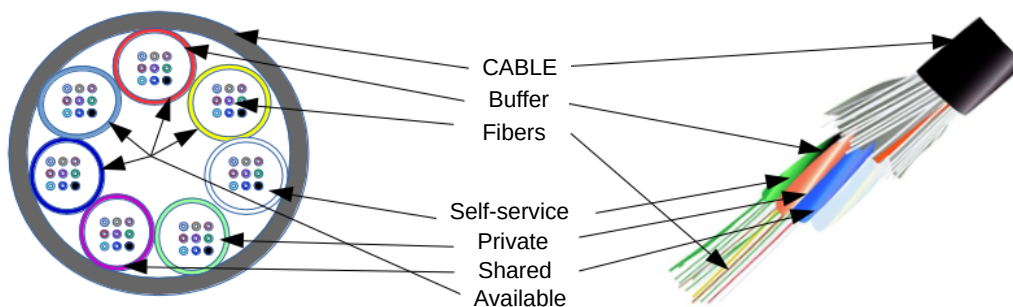 CABLE
Buffer
Fibers
Self-service
Private
Shared
Available